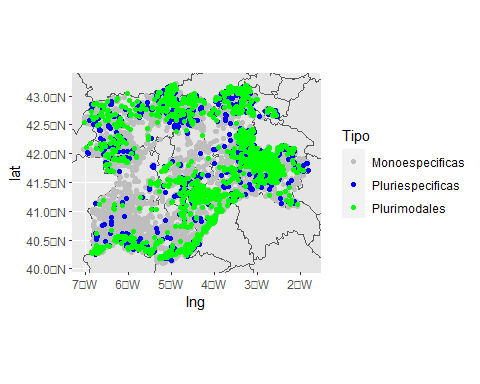 43.0□N
42.5□N
42.0□N
41.5□N
41.0□N
40.5□N
40.0□N
lat
7□W 6□W 5□W 4□W 3□W 2□W
lng
Tipo
Monoespecificas
Pluriespecificas
Plurimodales